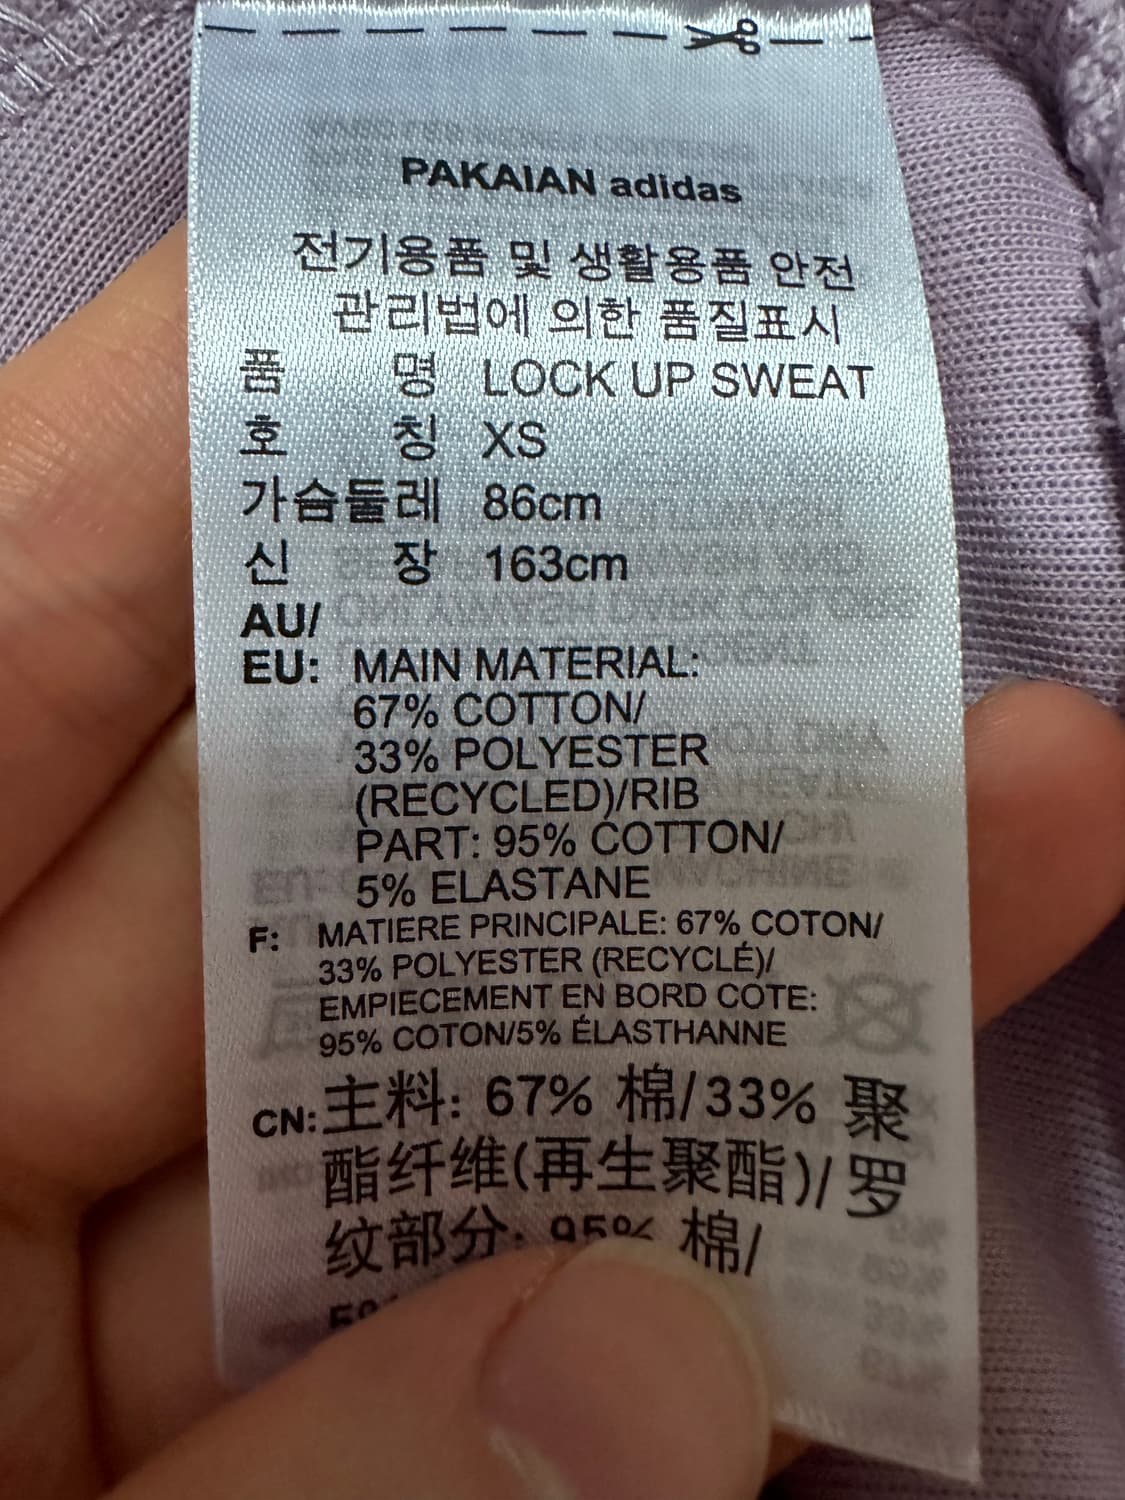 PAKAIAN adidas
전기용품 및 생활용품 안전
관리법에 의한 품질표시
품 명 LOCK UP SWEAT
호 칭 XS
가슴둘레 86cm
신 장 163cm
AU/
EU: MAIN MATERIAL:
67% COTTON/
33% POLYESTER
(RECYCLED)/RIB
PART: 95% COTTON/
5% ELASTANE
F: MATIERE PRINCIPALE: 67% COTON/
33% POLYESTER (RECYCLÉ)/
EMPIECEMENT EN BORD COTE:
95% COTON/5% ÉLASTHANNE
CN: 主料: 67% 棉/33% 聚
酯纤维(再生聚酯)/罗
纹部分: 95% 棉/